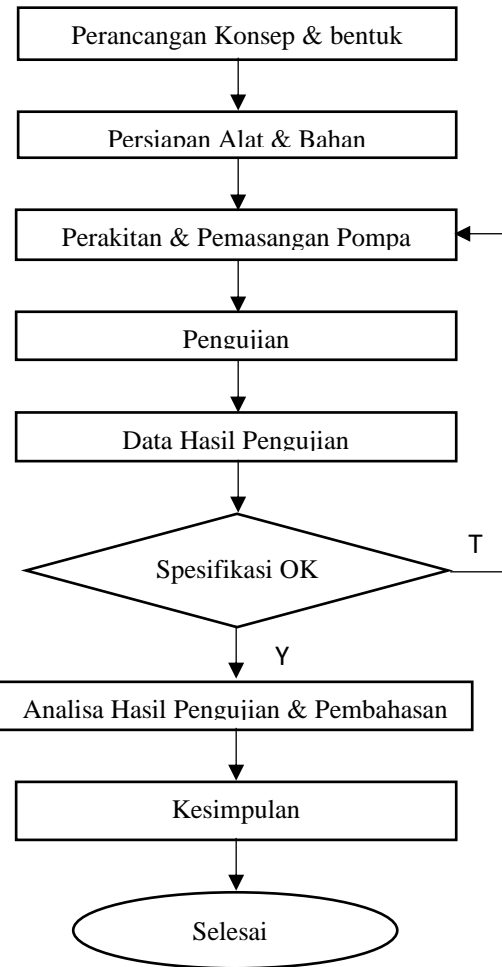 Perancangan Konsep & bentuk
Persiapan Alat & Bahan
Perakitan & Pemasangan Pompa
Pengujian
Data Hasil Pengujian
Spesifikasi OK
T
Y
Analisa Hasil Pengujian & Pembahasan
Kesimpulan
Selesai